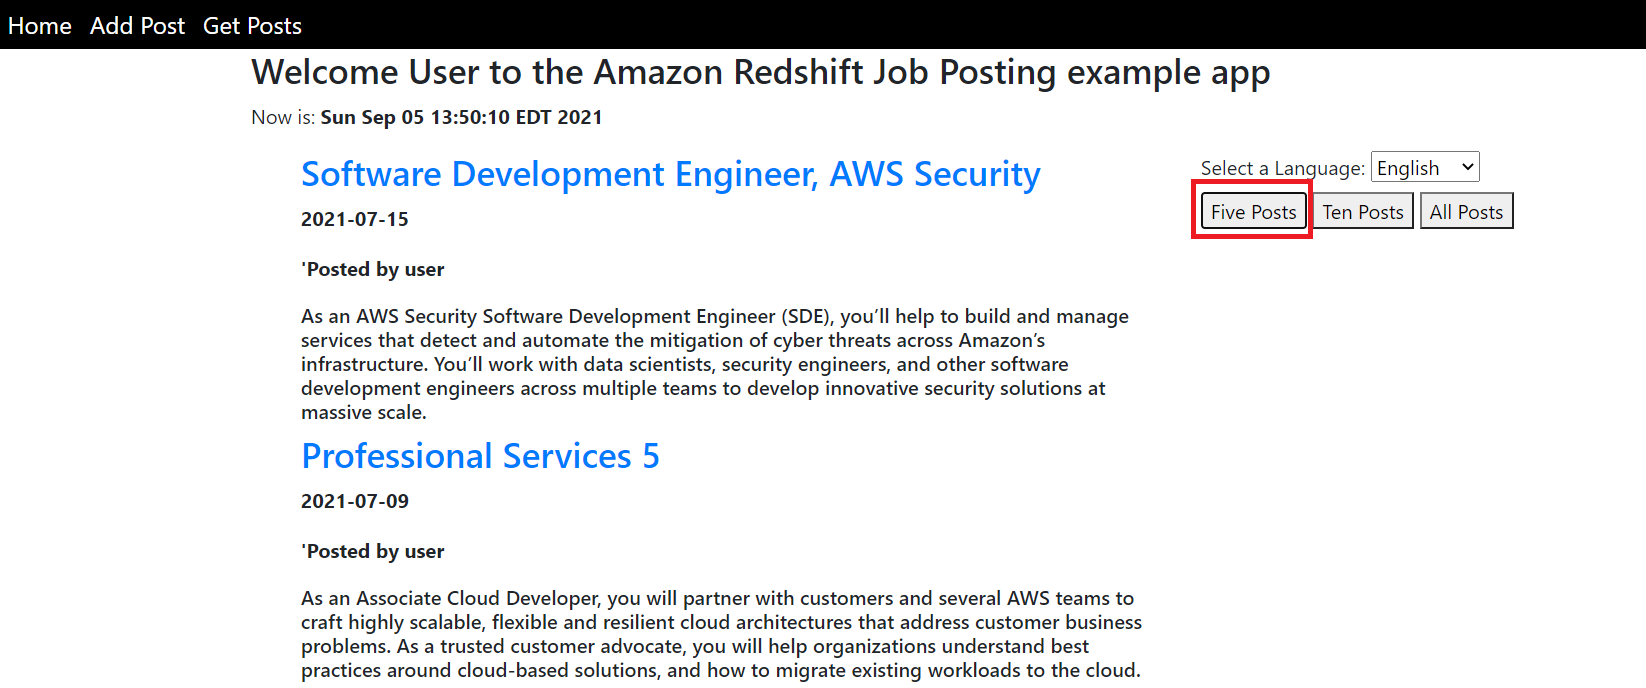 Home Add Post Get Posts
Welcome User to the Amazon Redshift Job Posting example app
Now is: Sun Sep 05 13:50:10 EDT 2021
Software Development Engineer, AWS Security
2021-07-15
'Posted by user
As an AWS Security Software Development Engineer (SDE), you’ll help to build and manage
services that detect and automate the mitigation of cyber threats across Amazon’s
infrastructure. You’ll work with data scientists, security engineers, and other software
development engineers across multiple teams to develop innovative security solutions at
massive scale.
Professional Services 5
2021-07-09
'Posted by user
As an Associate Cloud Developer, you will partner with customers and several AWS teams to
craft highly scalable, flexible and resilient cloud architectures that address customer business
problems. As a trusted customer advocate, you will help organizations understand best
practices around cloud-based solutions, and how to migrate existing workloads to the cloud.
Select a Language: English
Five Posts Ten Posts All Posts